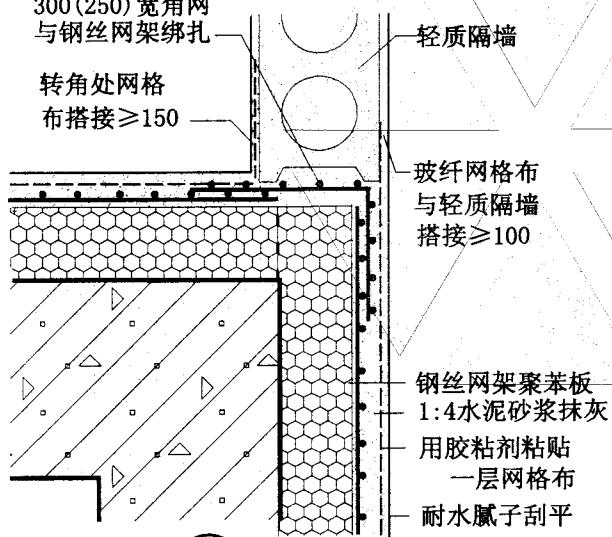 300(250)宽角网
与钢丝网架绑扎
轻质隔墙
转角处网格
布搭接≥150
玻纤网格布
与轻质隔墙
搭接≥100
钢丝网架聚苯板
1:4水泥砂浆抹灰
用胶粘剂粘贴
一层网格布
耐水腻子刮平